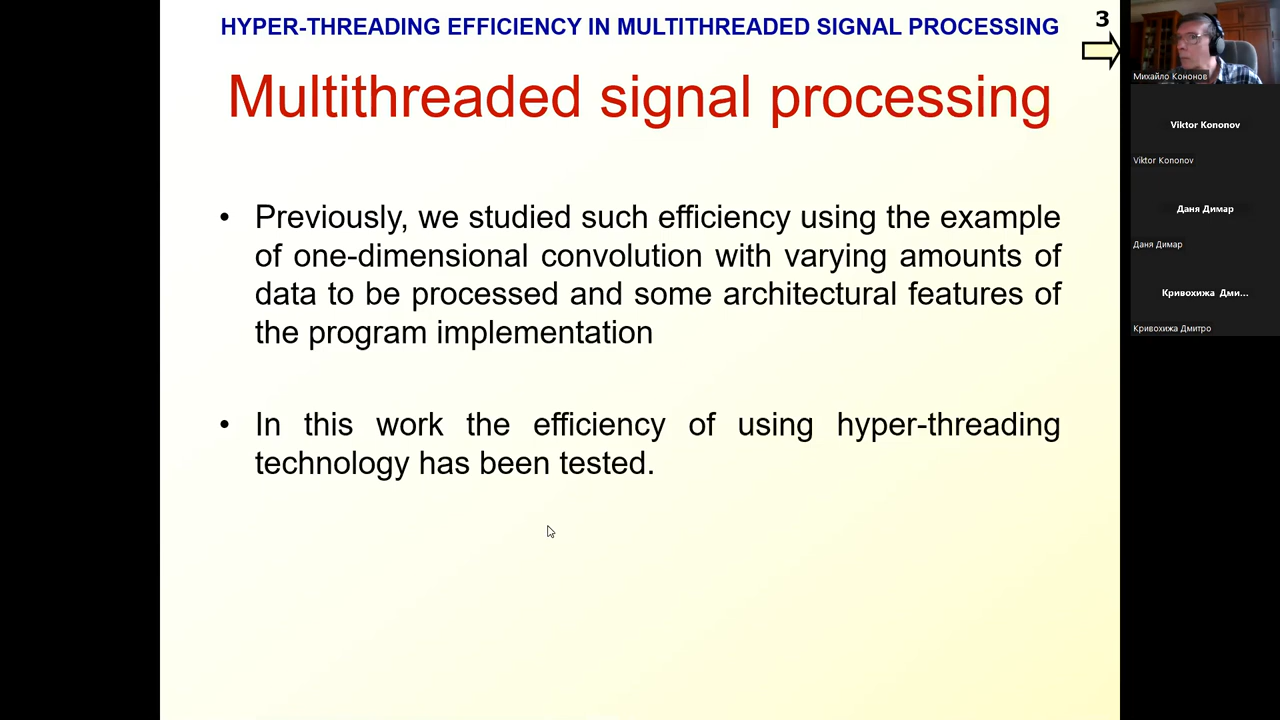 HYPER-THREADING EFFICIENCY IN MULTITHREADED SIGNAL PROCESSING
3
Multithreaded signal processing
• Previously, we studied such efficiency using the example
of one-dimensional convolution with varying amounts of
data to be processed and some architectural features of
the program implementation
• In this work the efficiency of using hyper-threading
technology has been tested.
Михайло Кононов
Viktor Kononov
Viktor Kononov
Даня Димар
Даня Димар
Кривохижа Дми...
Кривохижа Дмитро